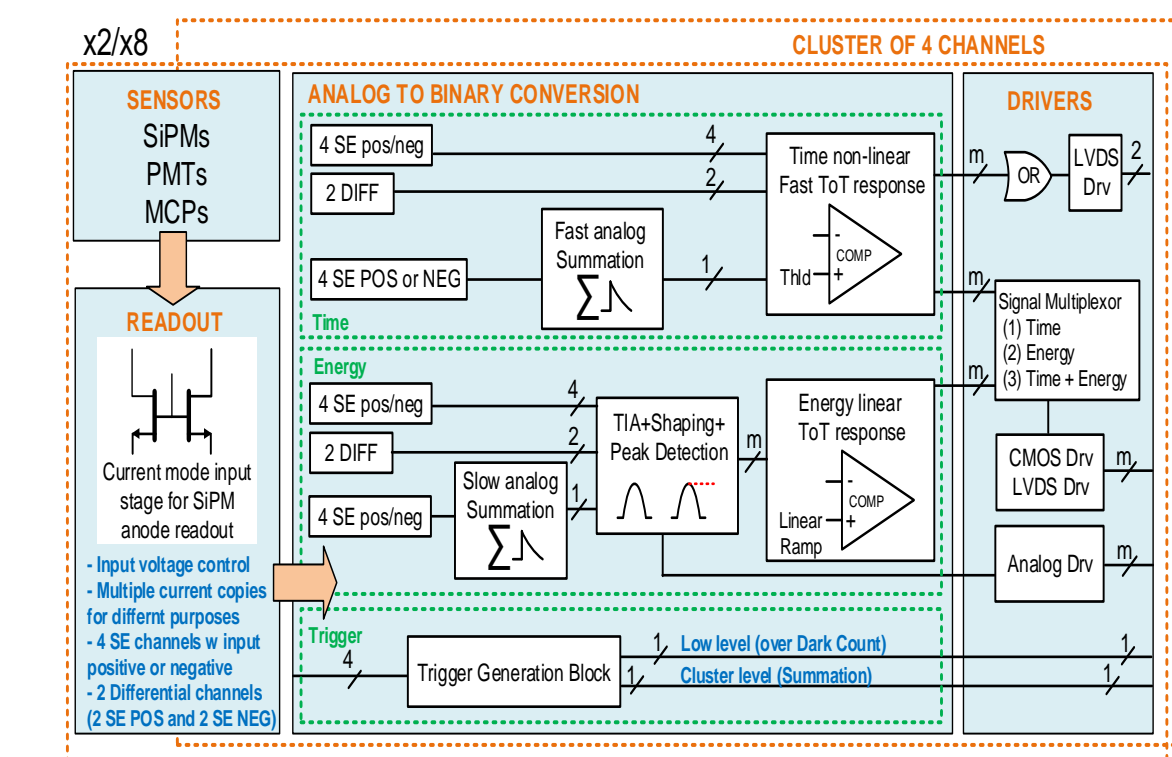 x2/x8
CLUSTER OF 4 CHANNELS
SENSORS
SiPMs
PMTs
MCPs
READOUT
Current mode input
stage for SiPM
anode readout
- Input voltage control
- Multiple current copies
for differnt purposes
- 4 SE channels w input
positive or negative
- 2 Differential channels
(2 SE POS and 2 SE NEG)
ANALOG TO BINARY CONVERSION
4 SE pos/neg
4
2 DIFF
2
4 SE POS or NEG
Fast analog
Summation
∑
1
Time non-linear
Fast ToT response
-
COMP
Thld
+
Time
Energy
4 SE pos/neg
4
2 DIFF
2
4 SE pos/neg
Slow analog
Summation
∑
1
TIA+Shaping+
Peak Detection
m
Energy linear
ToT response
-
COMP
Linear
Ramp
+
Trigger
4
Trigger Generation Block
1
Low level (over Dark Count)
1
1
Cluster level (Summation)
1
DRIVERS
m
OR
LVDS
Drv
2
m
Signal Multiplexor
(1) Time
(2) Energy
(3) Time + Energy
m
CMOS Drv
LVDS Drv
m
Analog Drv
m